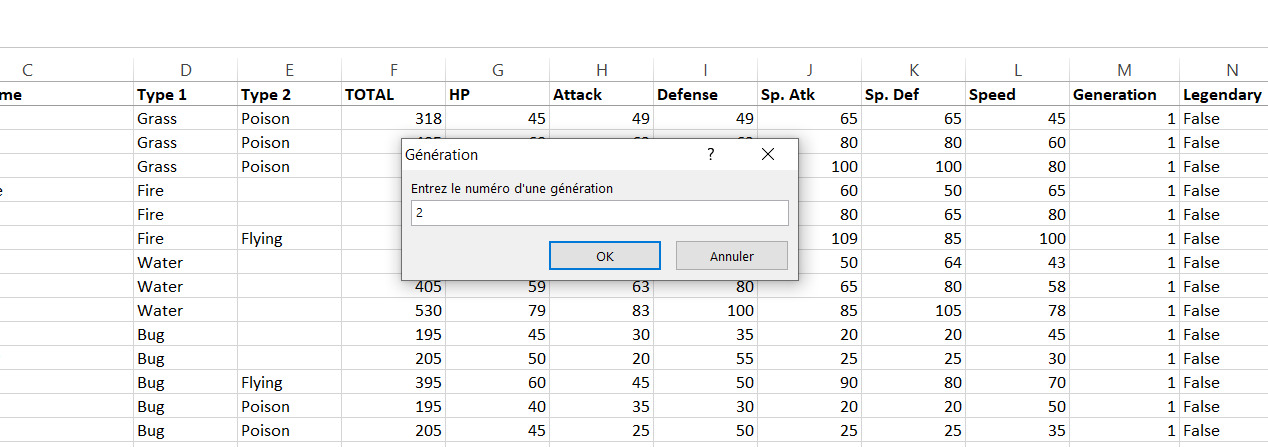 C D E F G H I J K L M N
me Type 1 Type 2 TOTAL HP Attack Defense Sp. Atk Sp. Def Speed Generation Legendary
Grass Poison 318 45 49 49 65 65 45 1 False
Grass Poison 80 80 60 1 False
Grass Poison 100 100 80 1 False
e Fire 60 50 65 1 False
Fire 80 65 80 1 False
Fire Flying 109 85 100 1 False
Water 50 64 43 1 False
Water 405 59 63 80 65 80 58 1 False
Water 530 79 83 100 85 105 78 1 False
Bug 195 45 30 35 20 20 45 1 False
Bug 205 50 20 55 25 25 30 1 False
Bug Flying 395 60 45 50 90 80 70 1 False
Bug Poison 195 40 35 30 20 20 50 1 False
Bug Poison 205 45 25 50 25 25 35 1 False
Génération ?
Entrez le numéro d'une génération
2
OK Annuler